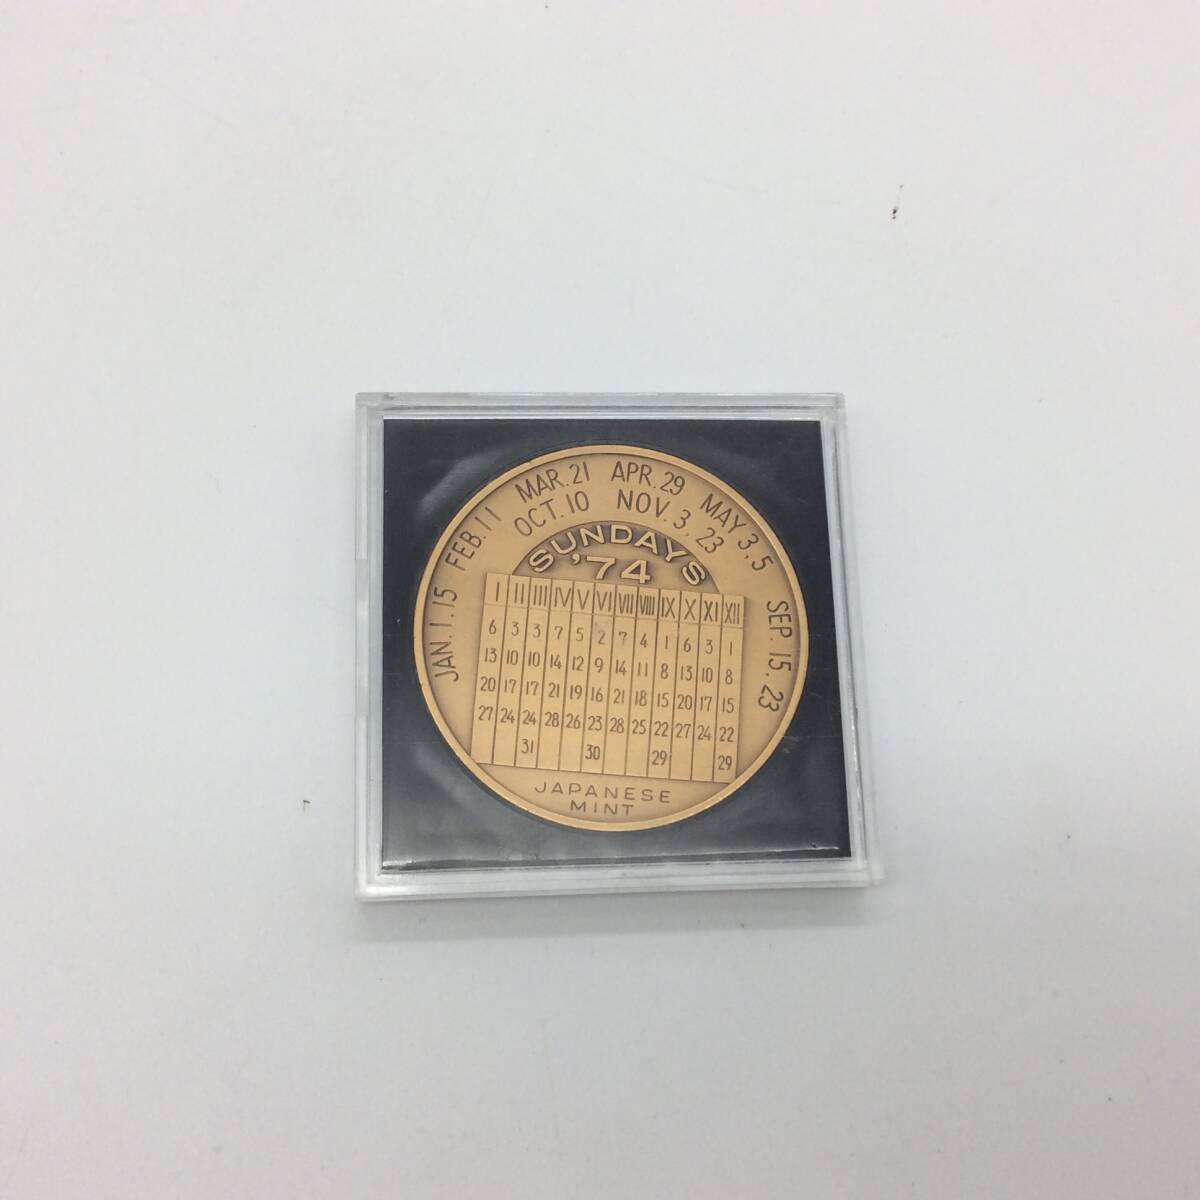 JAN. 1. 15 FEB. 11 MAR. 21 APR. 29 MAY 3, 5 SEP. 15. 23
OCT. 10 NOV. 3, 23
SUNDAYS
'74
I II III IV V VI VII VIII IX X XI XII
6 3 3 7 5 2 7 4 1 6 3 1
13 10 10 14 12 9 14 11 8 13 10 8
20 17 17 21 19 16 21 18 15 20 17 15
27 24 24 28 26 23 28 25 22 27 24 22
31 30 29 29
JAPANESE
MINT